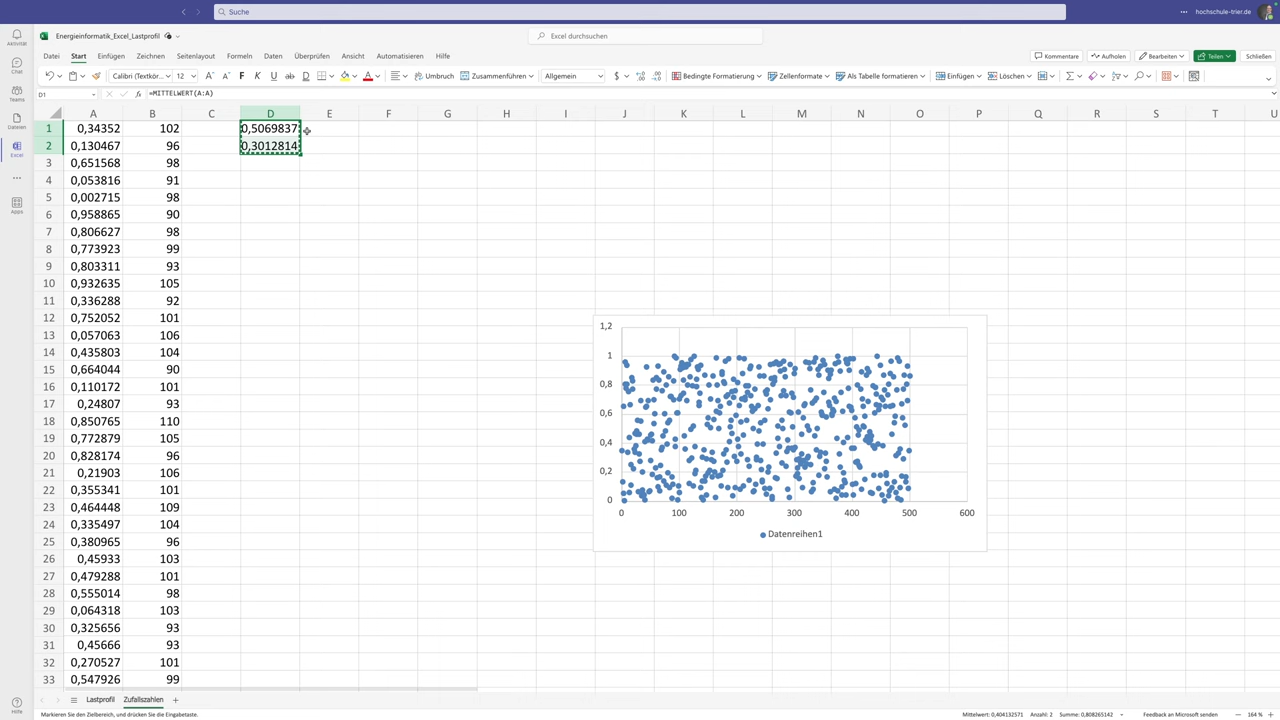 Suche
hochschule-trier.de
Energieinformatik_Excel_Lastprofil
Excel durchsuchen
Datei Start Einfügen Zeichnen Seitenlayout Formeln Daten Überprüfen Ansicht Automatisieren Hilfe
Kommentare Aufholen Bearbeiten Teilen Schließen
Calibri (Textkör... 12 F K U ab D Umbruch Zusammenführen Allgemein $ Bedingte Formatierung Zellenformate Als Tabelle formatieren Einfügen Löschen
D1 fx =MITTELWERT(A:A)
Aktivität
Chat
Teams
Dateien
Excel
Apps
Hilfe
A B C D E F G H I J K L M N O P Q R S T U
1 0,34352 102 0,5069837
2 0,130467 96 0,3012814
3 0,651568 98
4 0,053816 91
5 0,002715 98
6 0,958865 90
7 0,806627 98
8 0,773923 99
9 0,803311 93
10 0,932635 105
11 0,336288 92
12 0,752052 101
13 0,057063 106
14 0,435803 104
15 0,664044 90
16 0,110172 101
17 0,24807 93
18 0,850765 110
19 0,772879 105
20 0,828174 96
21 0,21903 106
22 0,355341 101
23 0,464448 109
24 0,335497 104
25 0,380965 96
26 0,45933 103
27 0,479288 101
28 0,555014 98
29 0,064318 103
30 0,325656 93
31 0,45666 93
32 0,270527 101
33 0,547926 99
1,2
1
0,8
0,6
0,4
0,2
0
0 100 200 300 400 500 600
Datenreihen1
Lastprofil Zufallszahlen +
Markieren Sie den Zielbereich, und drücken Sie die Eingabetaste.
Mittelwert: 0,404132571 Anzahl: 2 Summe: 0,808265142 Feedback an Microsoft senden 164 %